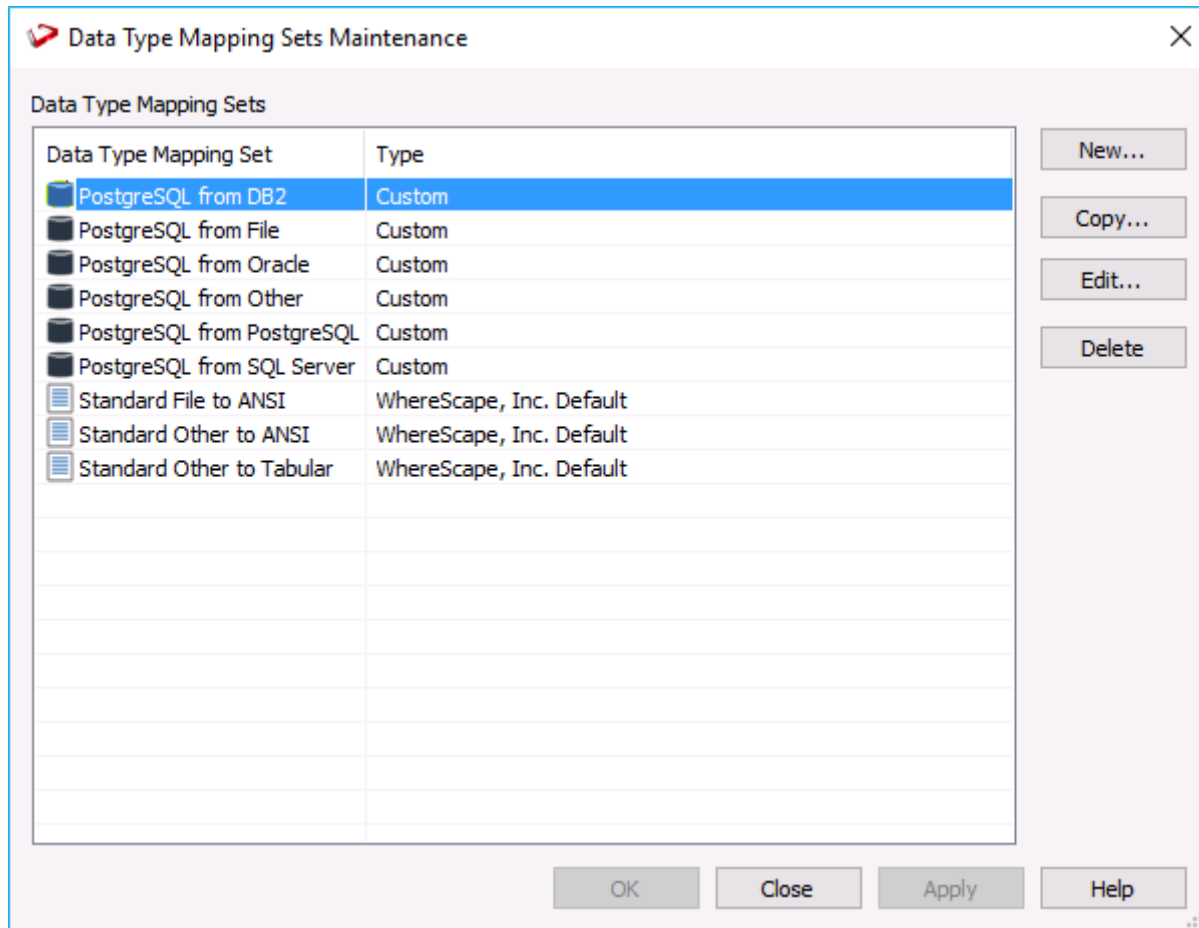 Data Type Mapping Sets Maintenance
Data Type Mapping Sets
Data Type Mapping Set Type
PostgreSQL from DB2 Custom
PostgreSQL from File Custom
PostgreSQL from Oracle Custom
PostgreSQL from Other Custom
PostgreSQL from PostgreSQL Custom
PostgreSQL from SQL Server Custom
Standard File to ANSI WhereScape, Inc. Default
Standard Other to ANSI WhereScape, Inc. Default
Standard Other to Tabular WhereScape, Inc. Default
New...
Copy...
Edit...
Delete
OK Close Apply Help